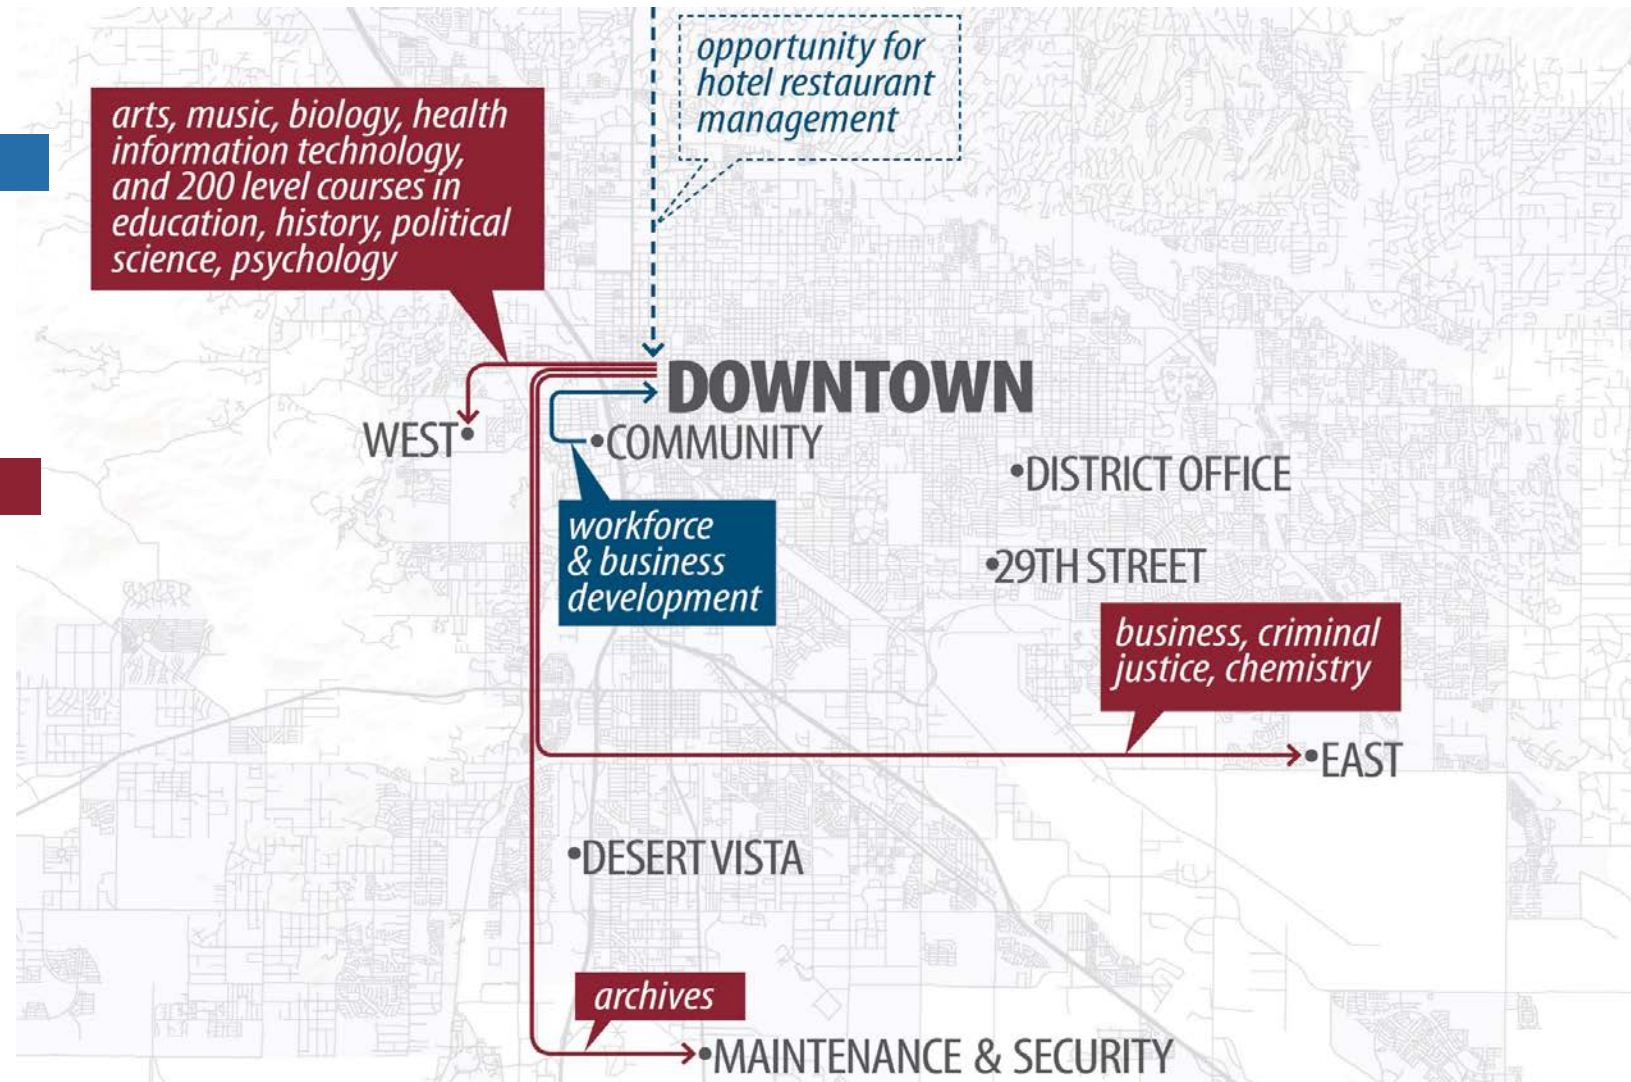 opportunity for
hotel restaurant
management
arts, music, biology, health
information technology,
and 200 level courses in
education, history, political
science, psychology
DOWNTOWN
WEST
COMMUNITY
DISTRICT OFFICE
workforce
& business
development
29TH STREET
business, criminal
justice, chemistry
EAST
DESERT VISTA
archives
MAINTENANCE & SECURITY